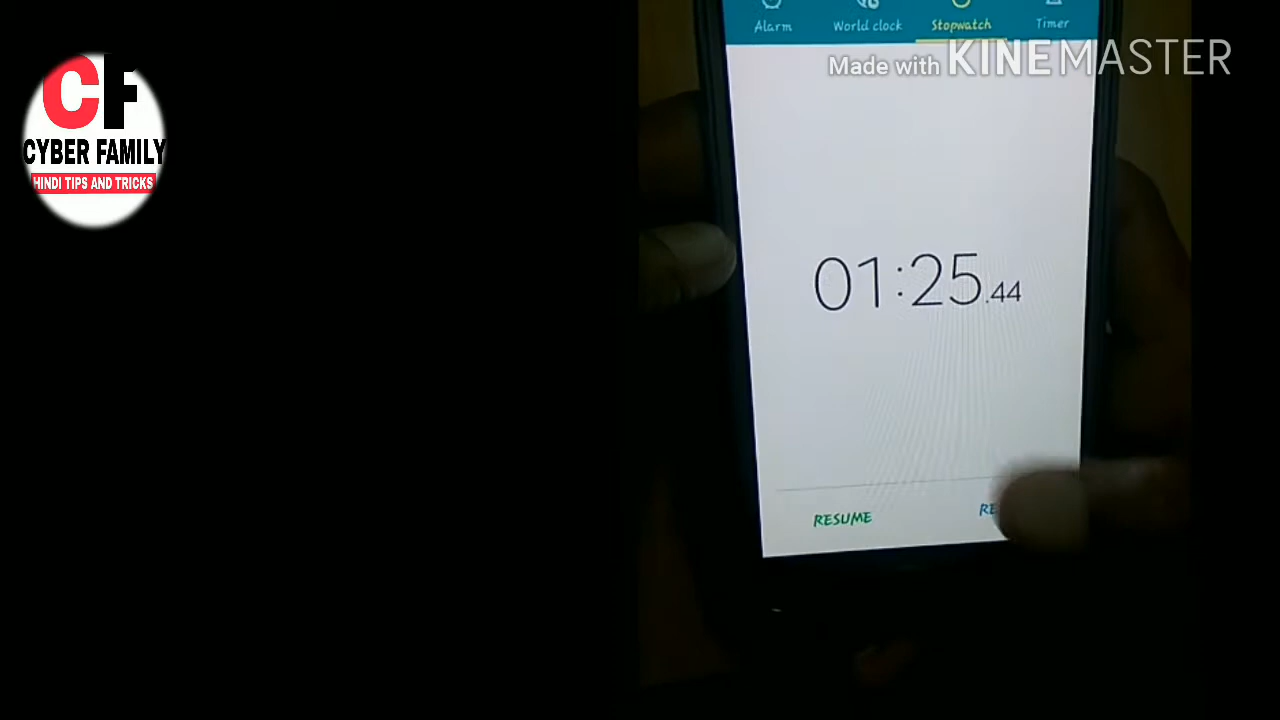 Alarm World clock Stopwatch Timer
Made with KINEMASTER
CF
CYBER FAMILY
HINDI TIPS AND TRICKS
01:25.44
RESUME